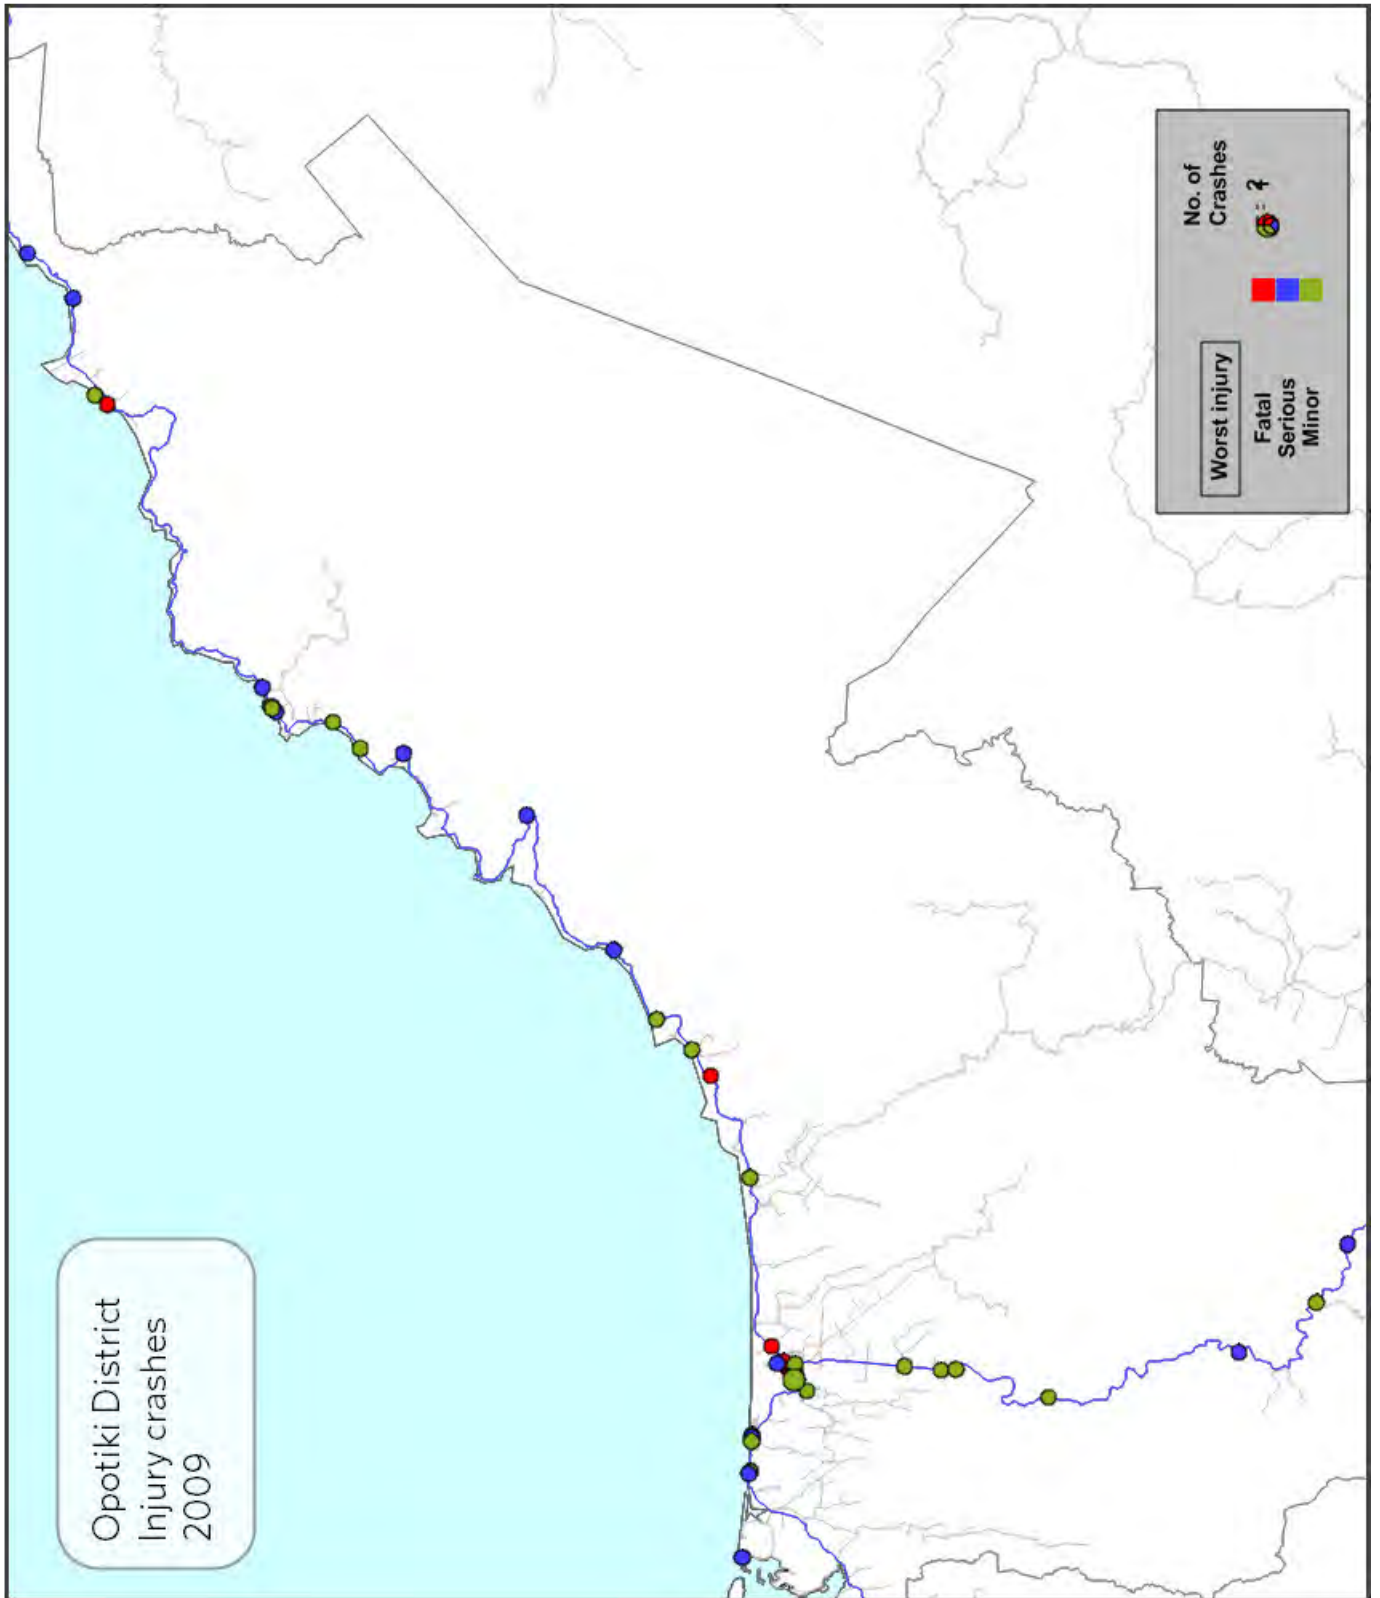 Opotiki District
Injury crashes
2009
No. of
Crashes
Worst injury
Fatal
Serious
Minor